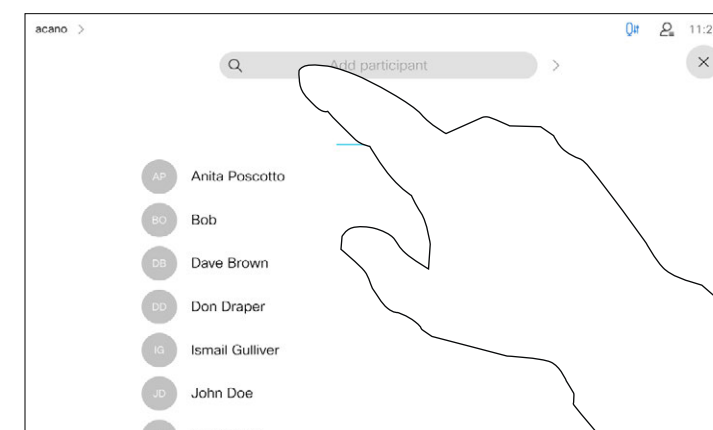 acano >
11:2
Add participant
AP Anita Poscotto
BO Bob
DB Dave Brown
DD Don Draper
IG Ismail Gulliver
JD John Doe